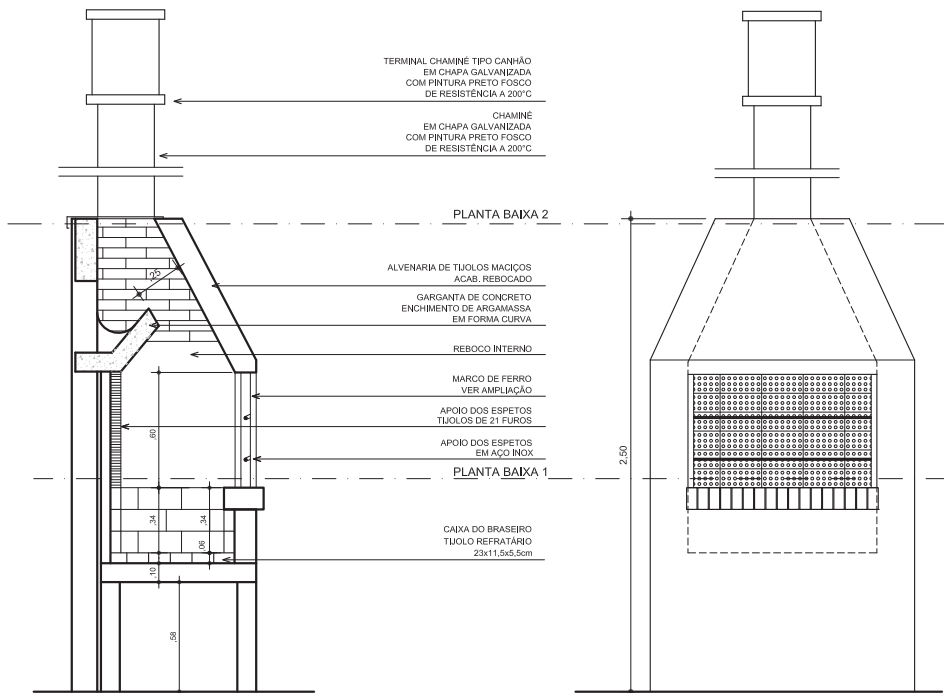 TERMINAL CHAMINÉ TIPO CANHÃO
EM CHAPA GALVANIZADA
COM PINTURA PRETO FOSCO
DE RESISTÊNCIA A 200°C
CHAMINÉ
EM CHAPA GALVANIZADA
COM PINTURA PRETO FOSCO
DE RESISTÊNCIA A 200°C
PLANTA BAIXA 2
ALVENARIA DE TIJOLOS MACIÇOS
ACAB. REBOCADO
,25
GARGANTA DE CONCRETO
ENCHIMENTO DE ARGAMASSA
EM FORMA CURVA
REBOCO INTERNO
MARCO DE FERRO
VER AMPLIAÇÃO
APOIO DOS ESPETOS
TIJOLOS DE 21 FUROS
,60
APOIO DOS ESPETOS
EM AÇO INOX
PLANTA BAIXA 1
2,50
,34
,34
CAIXA DO BRASEIRO
TIJOLO REFRATÁRIO
23x11,5x5,5cm
,06
,10
,58